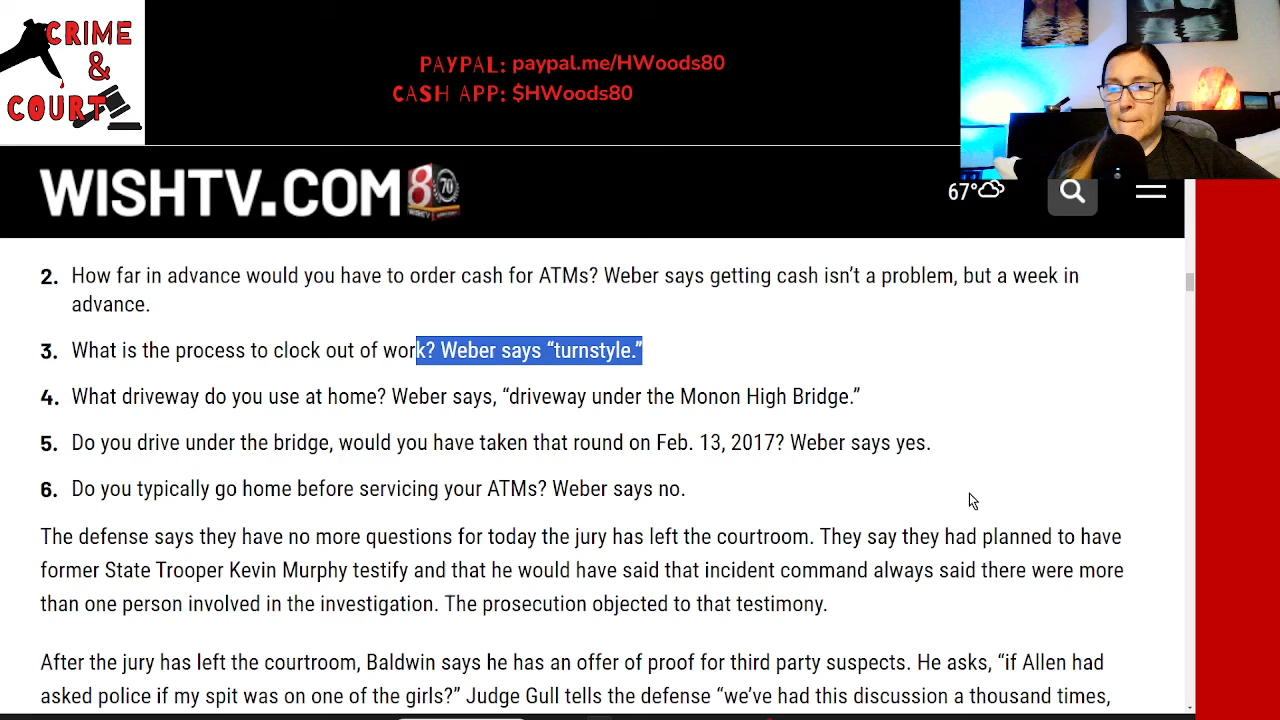 CRIME
&
COURT
PAYPAL: paypal.me/HWoods80
CASH APP: $HWoods80
WISHTV.COM 8 70
67°
2. How far in advance would you have to order cash for ATMs? Weber says getting cash isn’t a problem, but a week in
advance.
3. What is the process to clock out of work? Weber says “turnstyle.”
4. What driveway do you use at home? Weber says, “driveway under the Monon High Bridge.”
5. Do you drive under the bridge, would you have taken that round on Feb. 13, 2017? Weber says yes.
6. Do you typically go home before servicing your ATMs? Weber says no.
The defense says they have no more questions for today the jury has left the courtroom. They say they had planned to have
former State Trooper Kevin Murphy testify and that he would have said that incident command always said there were more
than one person involved in the investigation. The prosecution objected to that testimony.
After the jury has left the courtroom, Baldwin says he has an offer of proof for third party suspects. He asks, “if Allen had
asked police if my spit was on one of the girls?” Judge Gull tells the defense “we’ve had this discussion a thousand times,